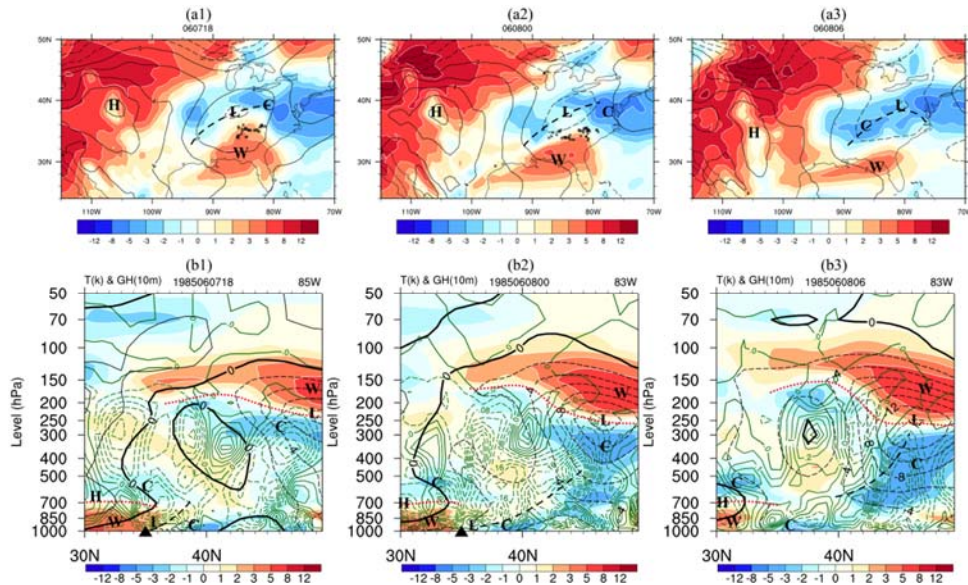 (a1) (a2) (a3)
060718 060800 060806
50N 50N 50N
40N 40N 40N
30N 30N 30N
H L C W
H L C W
H C L W
110W 100W 90W 80W 70W
110W 100W 90W 80W 70W
110W 100W 90W 80W 70W
-12 -8 -5 -3 -2 -1 0 1 2 3 5 8 12
-12 -8 -5 -3 -2 -1 0 1 2 3 5 8 12
-12 -8 -5 -3 -2 -1 0 1 2 3 5 8 12
(b1) (b2) (b3)
T(k) & GH(10m) 1985060718 85W
T(k) & GH(10m) 1985060800 83W
T(k) & GH(10m) 1985060806 83W
Level (hPa) Level (hPa) Level (hPa)
50 50 50
70 70 70
100 100 100
150 150 150
200 200 200
250 250 250
300 300 300
400 400 400
500 500 500
700 700 700
850 850 850
1000 1000 1000
W L C C H W L C
W L C C H W L C
W L C C H W C
30N 40N 30N 40N 30N 40N
-12 -8 -5 -3 -2 -1 0 1 2 3 5 8 12
-12 -8 -5 -3 -2 -1 0 1 2 3 5 8 12
-12 -8 -5 -3 -2 -1 0 1 2 3 5 8 12